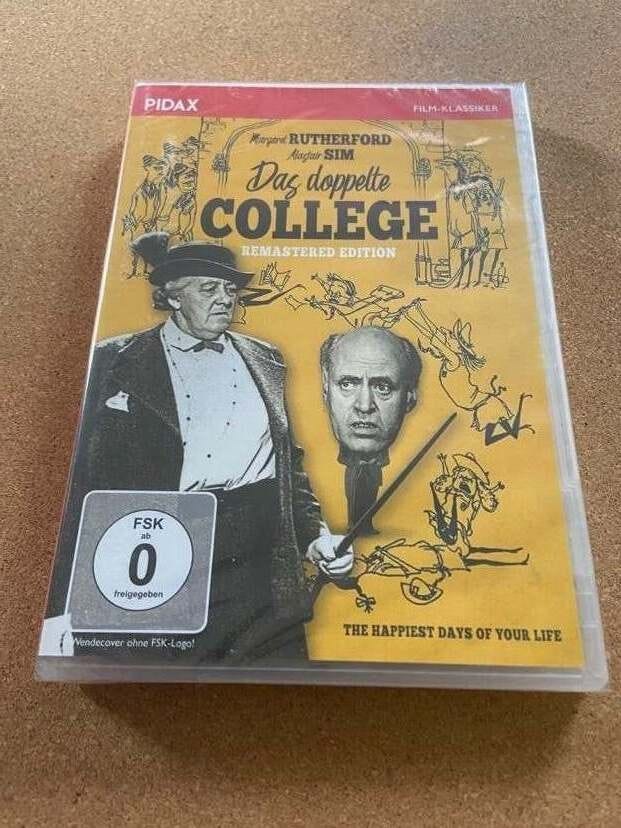 PIDAX
FILM-KLASSIKER
Margaret RUTHERFORD
Alastair SIM
Das doppelte
COLLEGE
REMASTERED EDITION
FSK
ab
0
freigegeben
Wendecover ohne FSK-Logo!
THE HAPPIEST DAYS OF YOUR LIFE